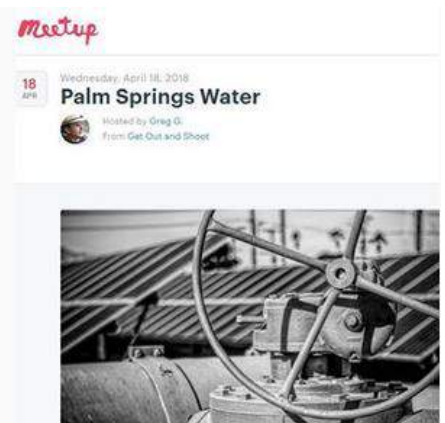 Meetup
18
APR
Wednesday, April 18, 2018
Palm Springs Water
Hosted by Greg G.
From Get Out and Shoot